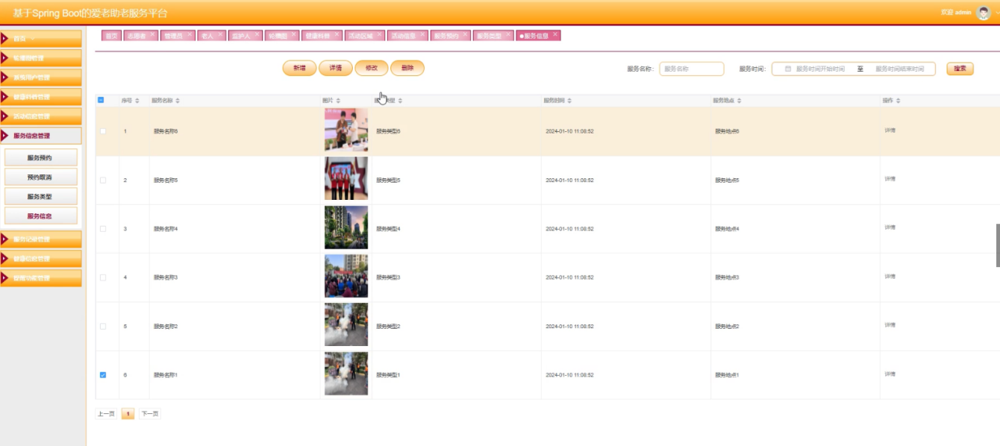 基于Spring Boot的爱老助老服务平台
欢迎 admin
首页
轮播图管理
系统用户管理
健康科教管理
活动信息管理
服务信息管理
服务预约
预约取消
服务类型
服务信息
服务记录管理
健康信息管理
提醒功能管理
首页 志愿者 × 管理员 × 老人 × 监护人 × 轮播图 × 健康科教 × 活动区域 × 活动信息 × 服务预约 × 服务类型 × ●服务信息 ×
新增 详情 修改 删除 服务名称: 服务名称 服务时间: 服务时间开始时间 至 服务时间结束时间 搜索
序号 服务名称 图片 服务类型 服务时间 服务地点 操作
1 服务名称6 服务类型6 2024-01-10 11:08:52 服务地点6 详情
2 服务名称5 服务类型5 2024-01-10 11:08:52 服务地点5 详情
3 服务名称4 服务类型4 2024-01-10 11:08:52 服务地点4 详情
4 服务名称3 服务类型3 2024-01-10 11:08:52 服务地点3 详情
5 服务名称2 服务类型2 2024-01-10 11:08:52 服务地点2 详情
6 服务名称1 服务类型1 2024-01-10 11:08:52 服务地点1 详情
上一页 1 下一页